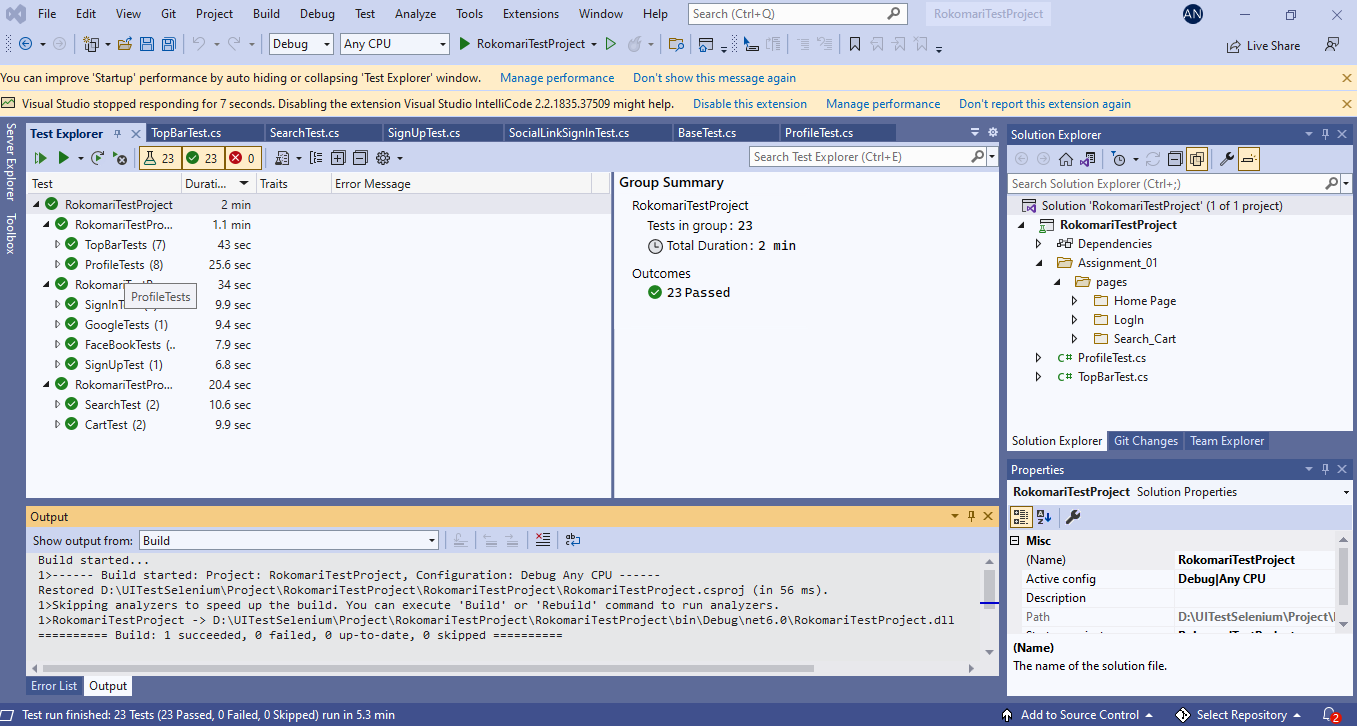 File Edit View Git Project Build Debug Test Analyze Tools Extensions Window Help Search (Ctrl+Q) RokomariTestProject AN
Debug Any CPU RokomariTestProject Live Share
You can improve 'Startup' performance by auto hiding or collapsing 'Test Explorer' window. Manage performance Don't show this message again
Visual Studio stopped responding for 7 seconds. Disabling the extension Visual Studio IntelliCode 2.2.1835.37509 might help. Disable this extension Manage performance Don't report this extension again
Server Explorer
Toolbox
Test Explorer TopBarTest.cs SearchTest.cs SignUpTest.cs SocialLinkSignInTest.cs BaseTest.cs ProfileTest.cs
23 23 0 Search Test Explorer (Ctrl+E)
Test Durati... Traits Error Message
RokomariTestProject 2 min
RokomariTestPro... 1.1 min
TopBarTests (7) 43 sec
ProfileTests (8) 25.6 sec
34 sec
ProfileTests
9.9 sec
GoogleTests (1) 9.4 sec
FaceBookTests (.. 7.9 sec
SignUpTest (1) 6.8 sec
RokomariTestPro... 20.4 sec
SearchTest (2) 10.6 sec
CartTest (2) 9.9 sec
Group Summary
RokomariTestProject
Tests in group: 23
Total Duration: 2 min
Outcomes
23 Passed
Solution Explorer
Search Solution Explorer (Ctrl+;)
Solution 'RokomariTestProject' (1 of 1 project)
RokomariTestProject
Dependencies
Assignment_01
pages
Home Page
LogIn
Search_Cart
C# ProfileTest.cs
C# TopBarTest.cs
Solution Explorer Git Changes Team Explorer
Properties
RokomariTestProject Solution Properties
Misc
(Name) RokomariTestProject
Active config Debug|Any CPU
Description
Path D:\UITestSelenium\Project\
(Name)
The name of the solution file.
Output
Show output from: Build
Build started...
1>------ Build started: Project: RokomariTestProject, Configuration: Debug Any CPU ------
Restored D:\UITestSelenium\Project\RokomariTestProject\RokomariTestProject\RokomariTestProject.csproj (in 56 ms).
1>Skipping analyzers to speed up the build. You can execute 'Build' or 'Rebuild' command to run analyzers.
1>RokomariTestProject -> D:\UITestSelenium\Project\RokomariTestProject\RokomariTestProject\bin\Debug\net6.0\RokomariTestProject.dll
========== Build: 1 succeeded, 0 failed, 0 up-to-date, 0 skipped ==========
Error List Output
Test run finished: 23 Tests (23 Passed, 0 Failed, 0 Skipped) run in 5.3 min Add to Source Control Select Repository 2